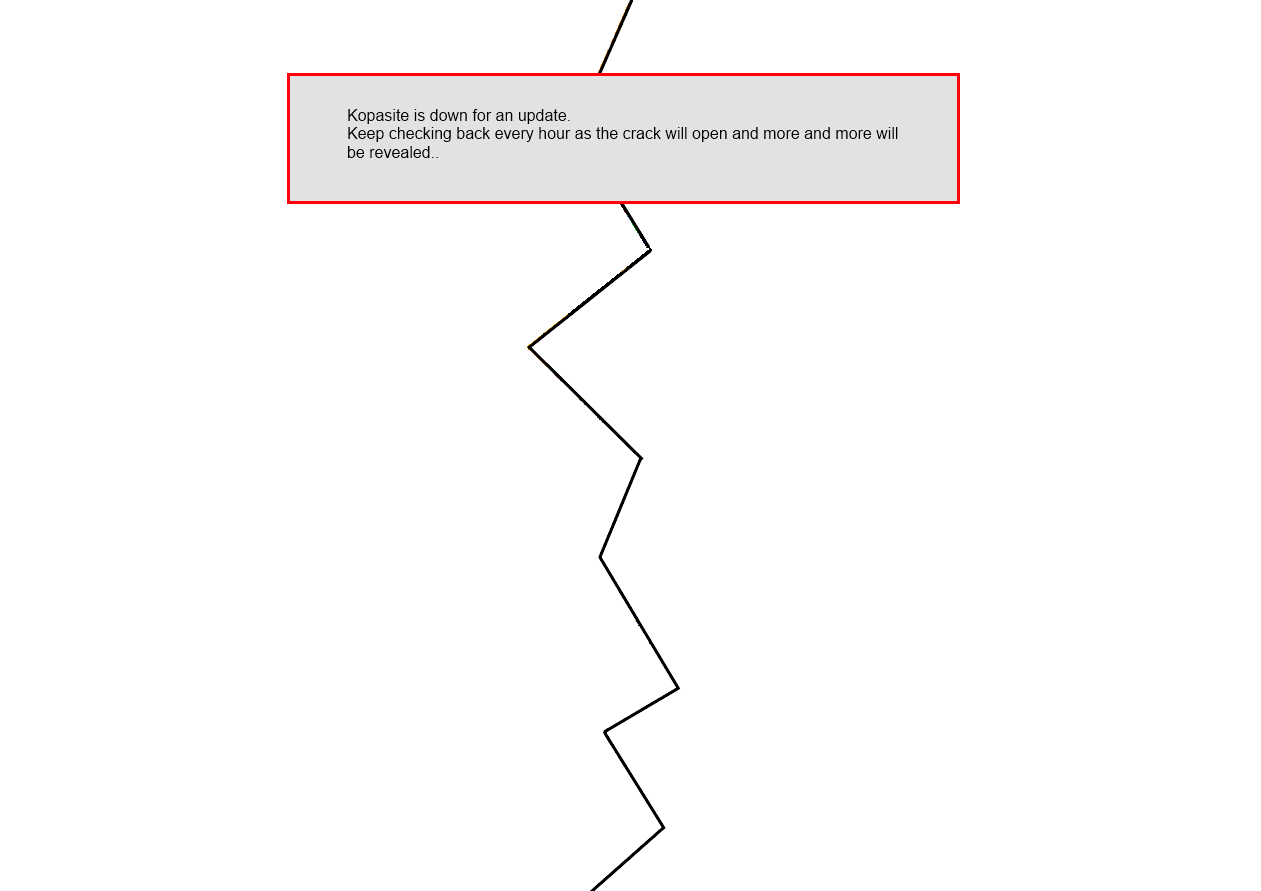 Kopasite is down for an update.
Keep checking back every hour as the crack will open and more and more will
be revealed..